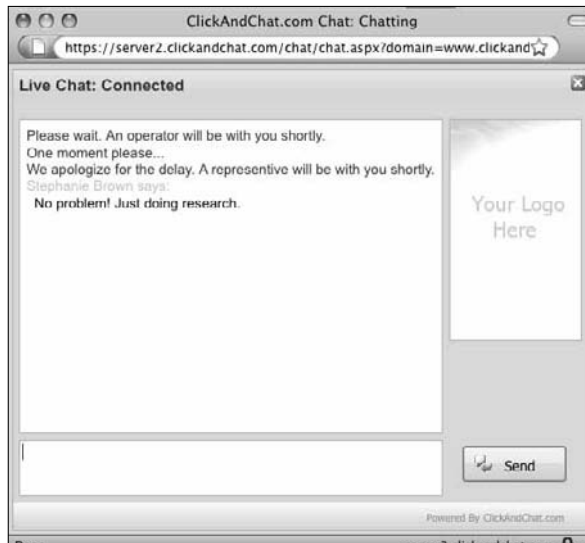 ClickAndChat.com Chat: Chatting
https://server2.clickandchat.com/chat/chat.aspx?domain=www.clickand
Live Chat: Connected
Please wait. An operator will be with you shortly.
One moment please...
We apologize for the delay. A representive will be with you shortly.
Stephanie Brown says:
No problem! Just doing research.
Your Logo
Here
Send
Powered By ClickAndChat.com